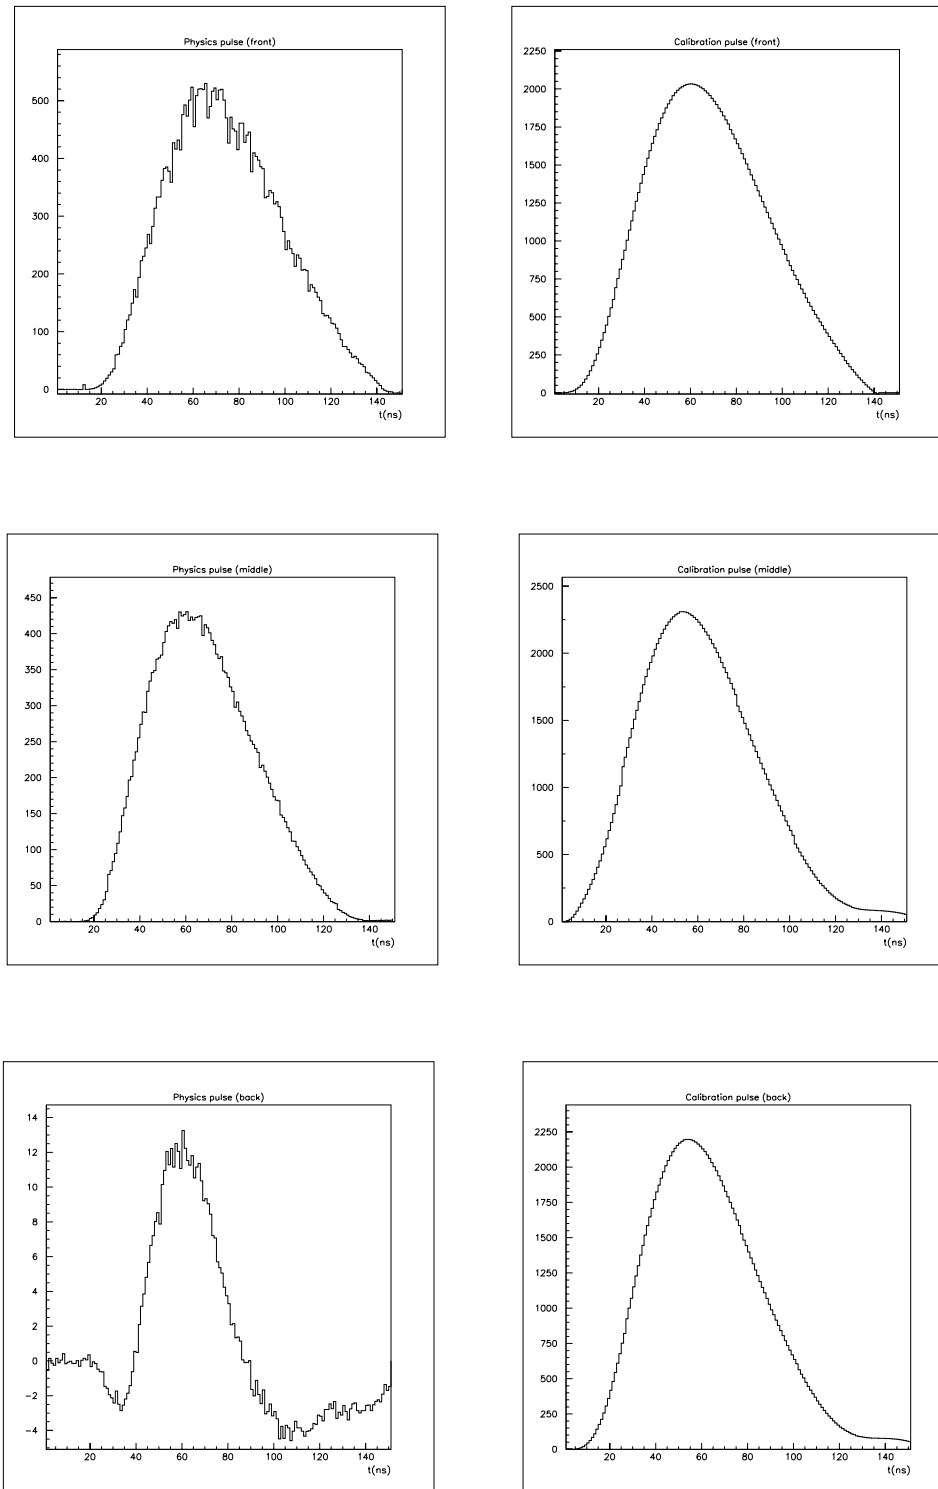 Physics pulse (front)
500
400
300
200
100
0
20 40 60 80 100 120 140
t(ns)
Calibration pulse (front)
2250
2000
1750
1500
1250
1000
750
500
250
0
20 40 60 80 100 120 140
t(ns)
Physics pulse (middle)
450
400
350
300
250
200
150
100
50
0
20 40 60 80 100 120 140
t(ns)
Calibration pulse (middle)
2500
2000
1500
1000
500
0
20 40 60 80 100 120 140
t(ns)
Physics pulse (back)
14
12
10
8
6
4
2
0
−2
−4
20 40 60 80 100 120 140
t(ns)
Calibration pulse (back)
2250
2000
1750
1500
1250
1000
750
500
250
0
20 40 60 80 100 120 140
t(ns)